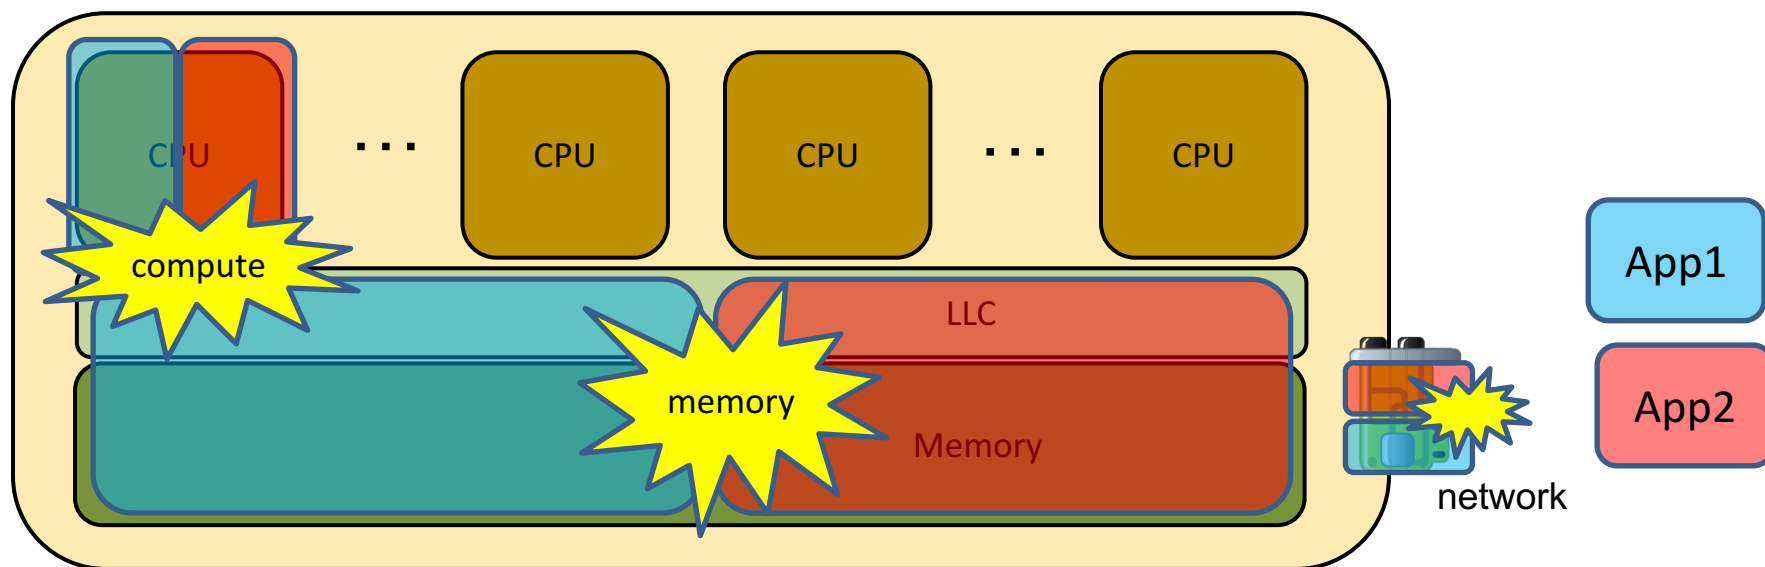 CPU
...
CPU
CPU
...
CPU
compute
LLC
memory
Memory
network
App1
App2